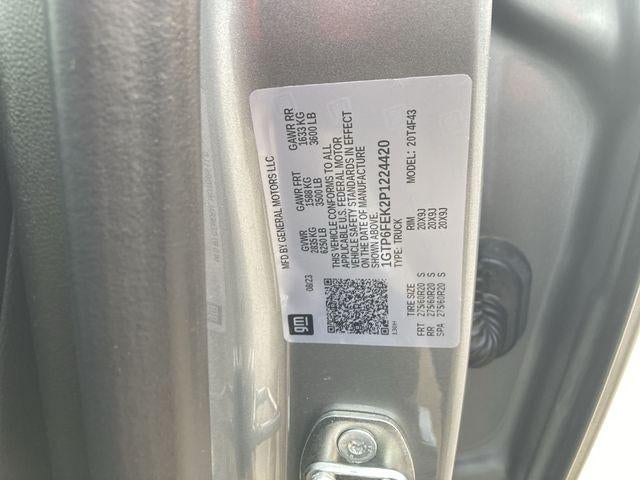 MFD BY GENERAL MOTORS LLC
08/23
GVWR
2835 KG
6250 LB
GAWR FRT
1588 KG
3500 LB
GAWR RR
1633 KG
3600 LB
THIS VEHICLE CONFORMS TO ALL
APPLICABLE U.S. FEDERAL MOTOR
VEHICLE SAFETY STANDARDS IN EFFECT
ON THE DATE OF MANUFACTURE
SHOWN ABOVE.
1GTP6FEK2P1224420
TYPE: TRUCK
MODEL: 20T4F43
TIRE SIZE RIM
FRT 275/60R20 S 20X9J
RR 275/60R20 S 20X9J
SPA 275/60R20 S 20X9J
gm